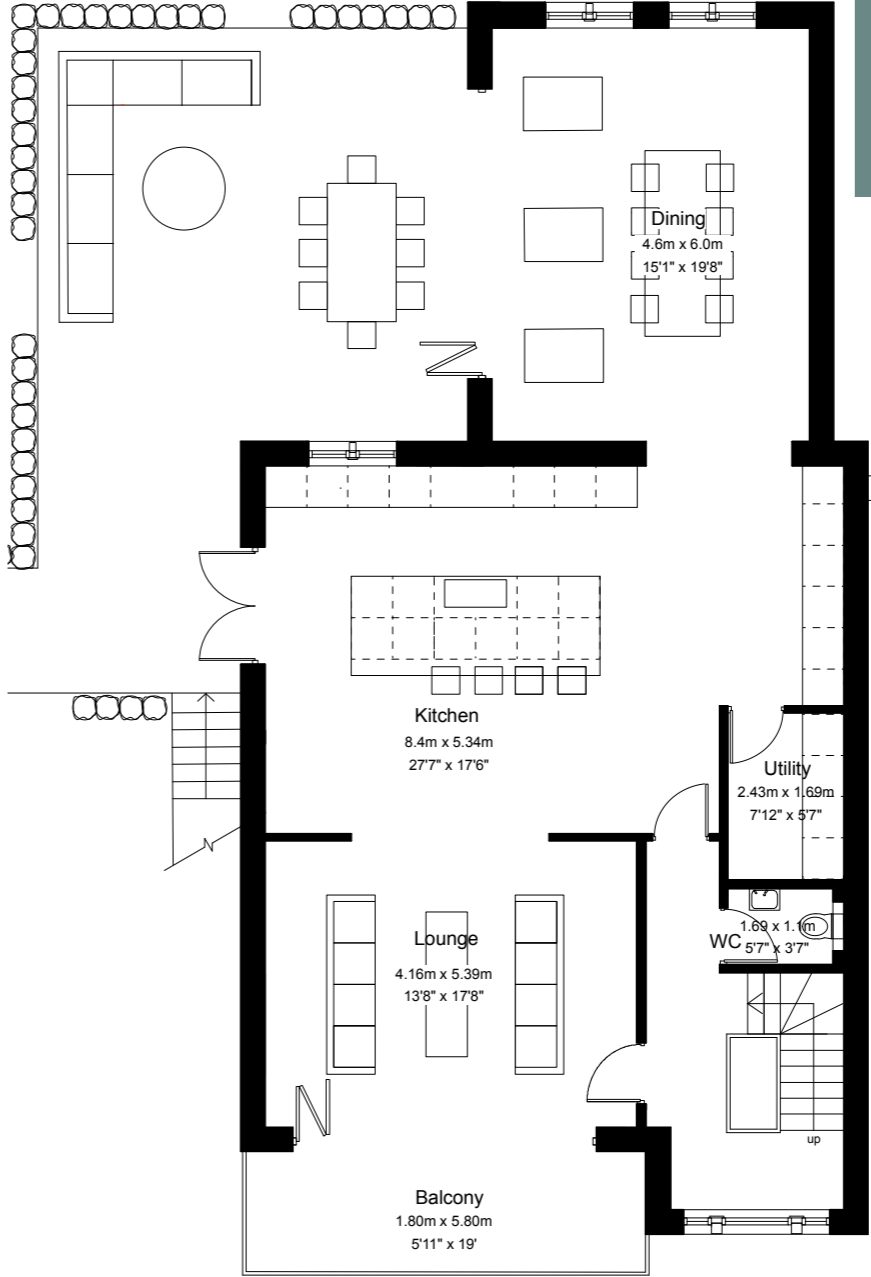 Dining
4.6m x 6.0m
15'1" x 19'8"
Kitchen
8.4m x 5.34m
27'7" x 17'6"
Utility
2.43m x 1.69m
7'12" x 5'7"
WC
1.69 x 1.1m
5'7" x 3'7"
Lounge
4.16m x 5.39m
13'8" x 17'8"
up
Balcony
1.80m x 5.80m
5'11" x 19'